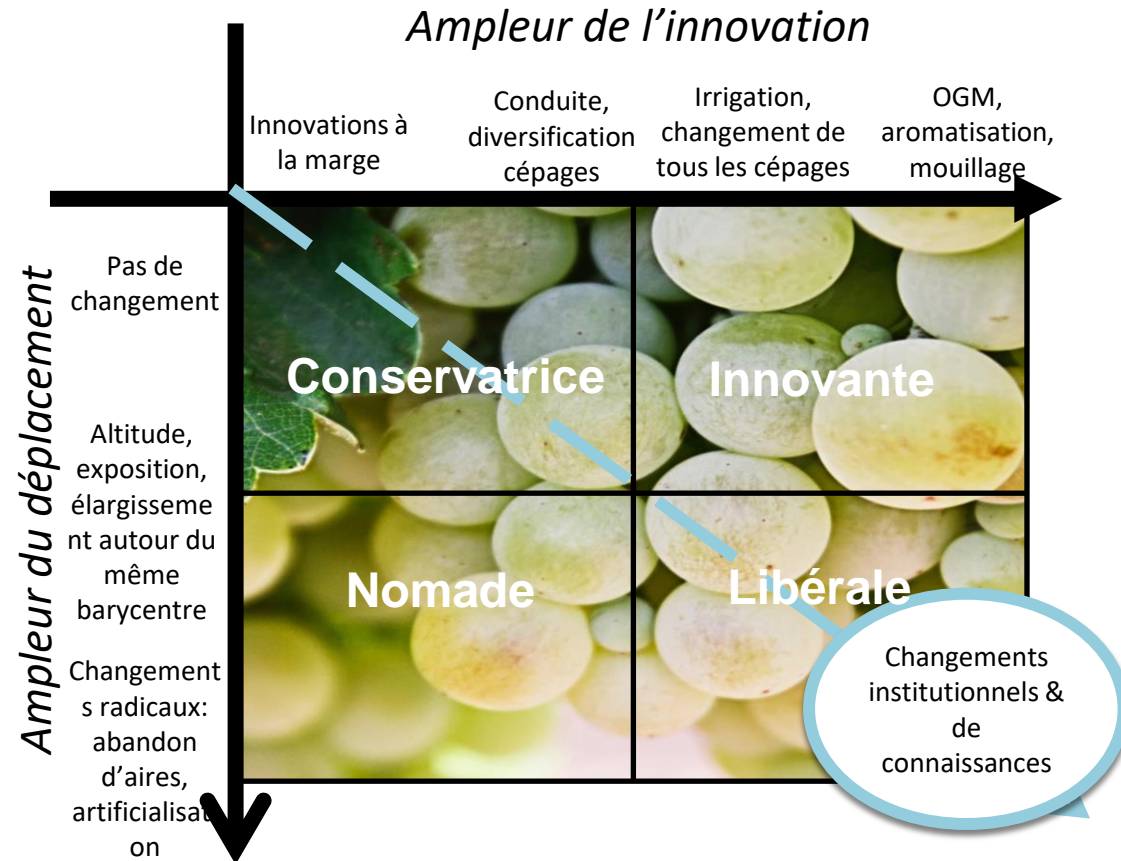 Ampleur de l’innovation
Innovations à
la marge
Conduite,
diversification
cépages
Irrigation,
changement de
tous les cépages
OGM,
aromatisation,
mouillage
Ampleur du déplacement
Pas de
changement
Altitude,
exposition,
élargisseme
nt autour du
même
barycentre
Changement
s radicaux:
abandon
d’aires,
artificialisati
on
Conservatrice
Innovante
Nomade
Libérale
Changements
institutionnels &
de
connaissances